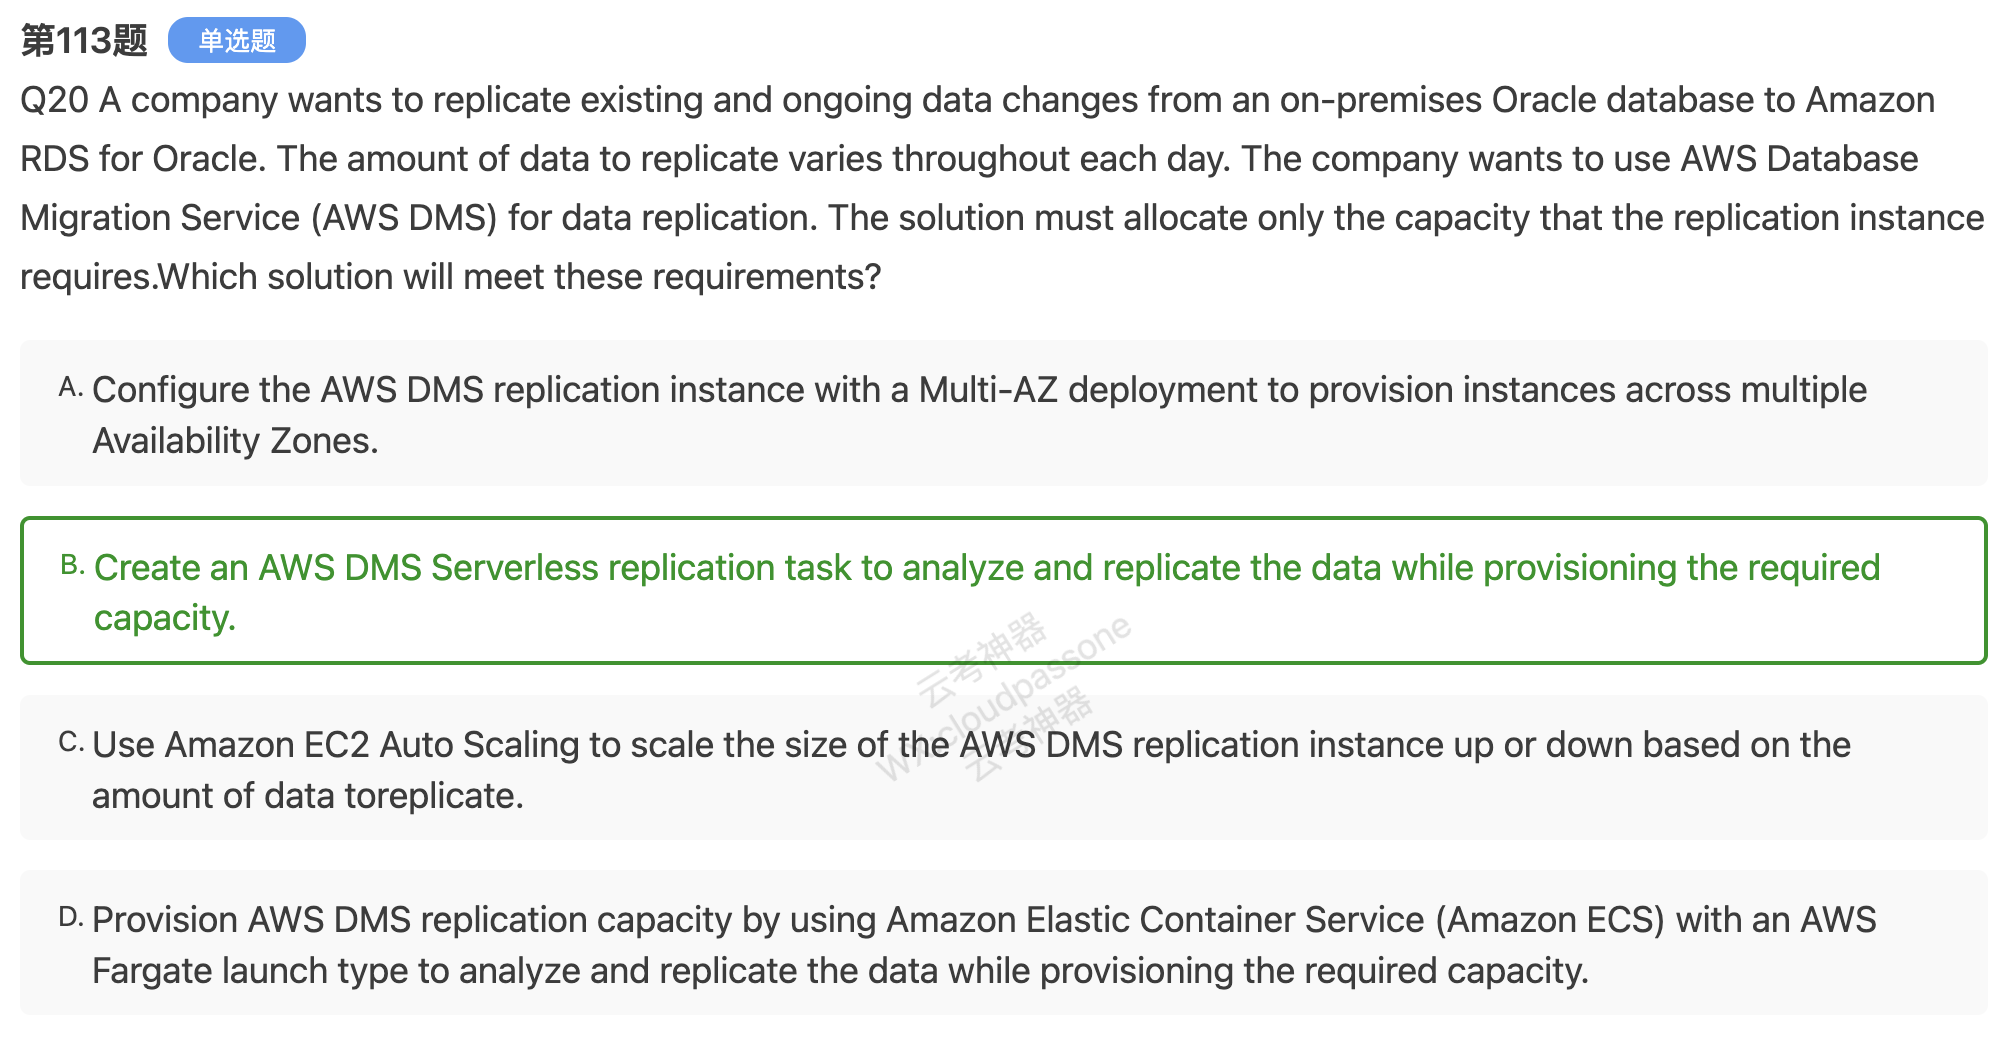 第113题 单选题
Q20 A company wants to replicate existing and ongoing data changes from an on-premises Oracle database to Amazon
RDS for Oracle. The amount of data to replicate varies throughout each day. The company wants to use AWS Database
Migration Service (AWS DMS) for data replication. The solution must allocate only the capacity that the replication instance
requires.Which solution will meet these requirements?
A. Configure the AWS DMS replication instance with a Multi-AZ deployment to provision instances across multiple
Availability Zones.
B. Create an AWS DMS Serverless replication task to analyze and replicate the data while provisioning the required
capacity.
云考神器
wx:cloudpassone
云考神器
C. Use Amazon EC2 Auto Scaling to scale the size of the AWS DMS replication instance up or down based on the
amount of data toreplicate.
D. Provision AWS DMS replication capacity by using Amazon Elastic Container Service (Amazon ECS) with an AWS
Fargate launch type to analyze and replicate the data while provisioning the required capacity.